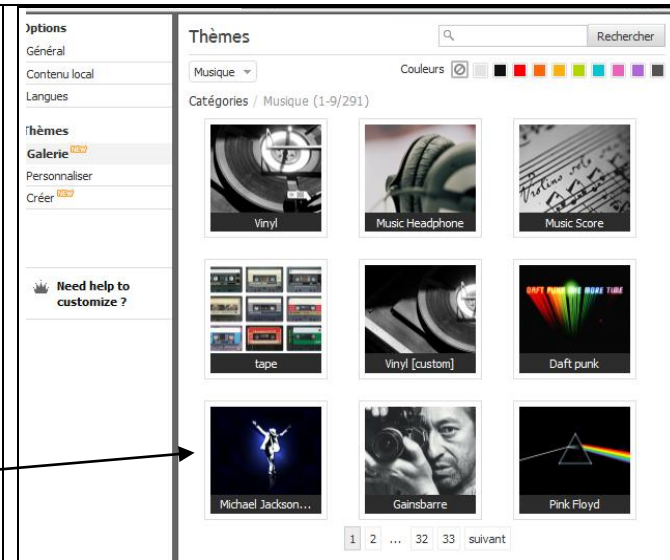 Options
Général
Contenu local
Langues
Thèmes
Galerie NEW
Personnaliser
Créer NEW
Need help to
customize ?
Thèmes
Rechercher
Musique
Couleurs
Catégories / Musique (1-9/291)
Vinyl
Music Headphone
Music Score
Violins
tape
Vinyl [custom]
DAFT PUNK ONE MORE TIME
Daft punk
Michael Jackson...
Gainsbarre
Pink Floyd
1 2 ... 32 33 suivant